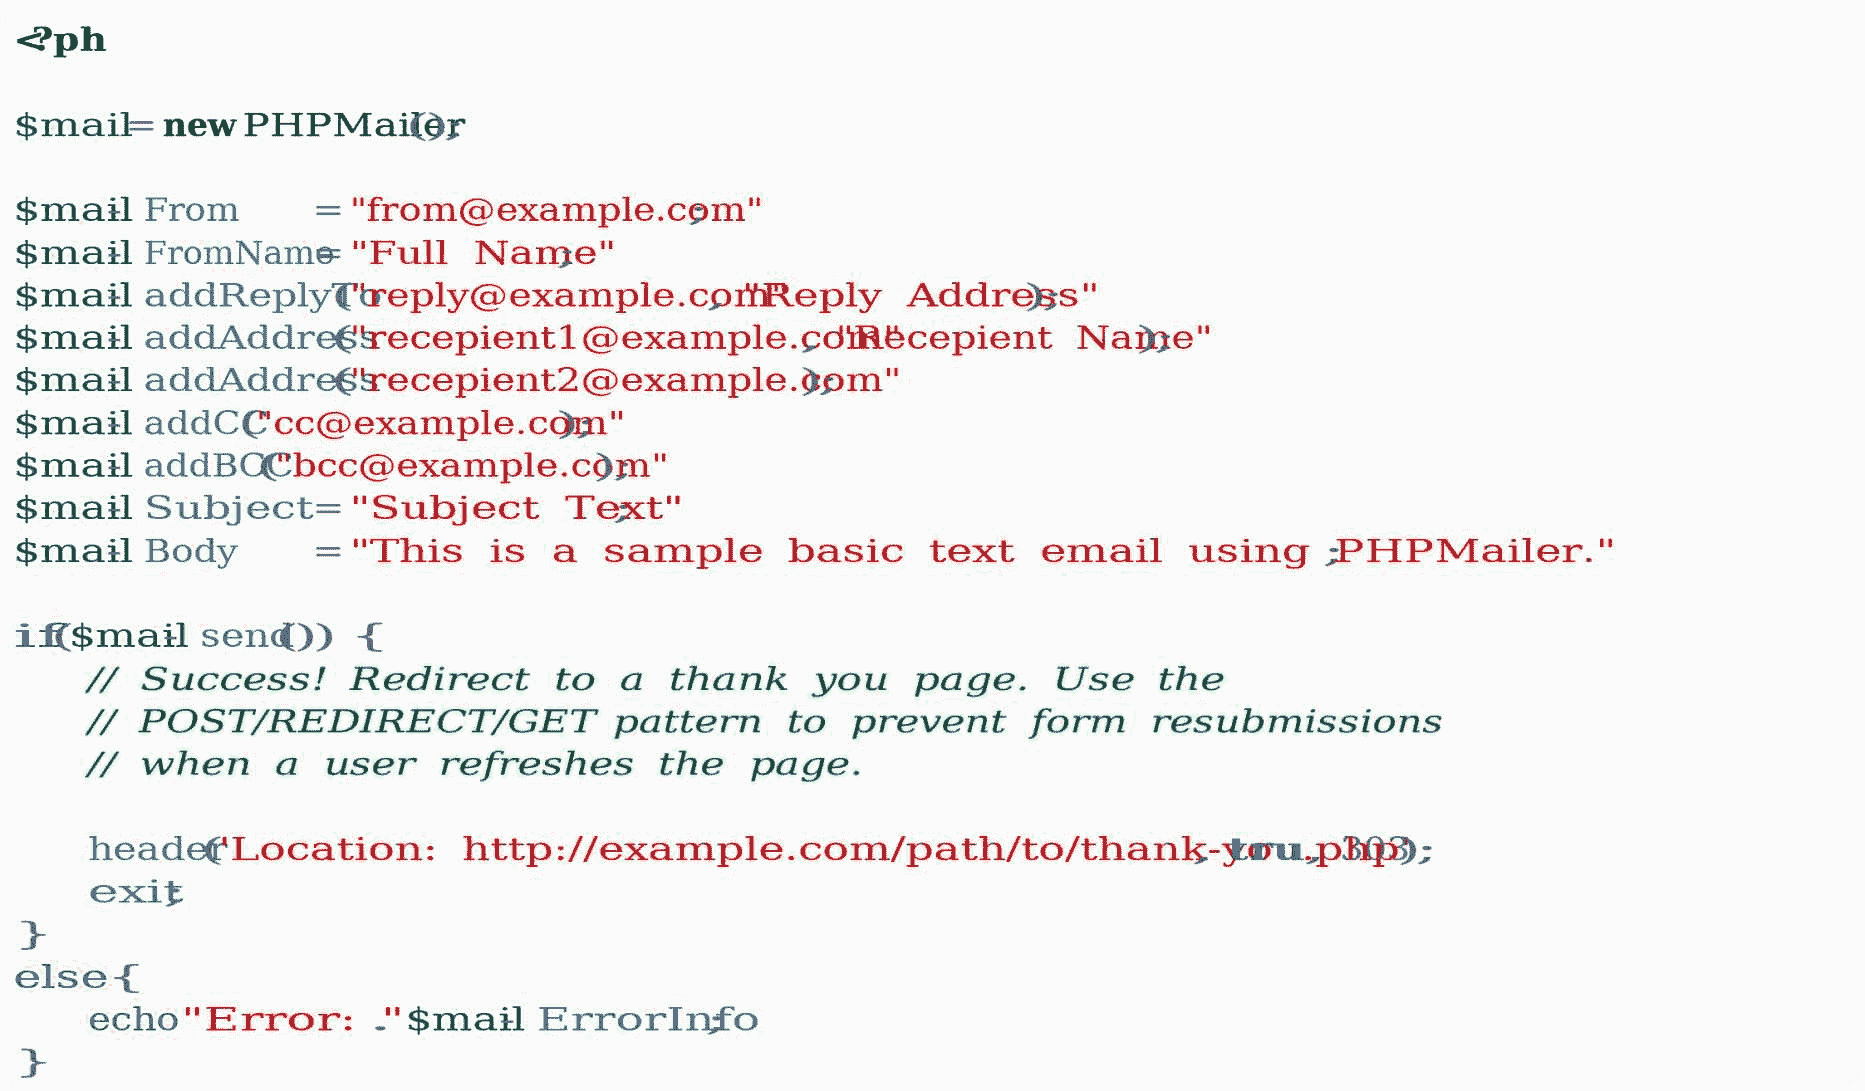 <?ph
$mail = new PHPMailer();
$mail- From = "from@example.com";
$mail- FromName = "Full Name";
$mail- addReplyTo("reply@example.com", "Reply Address");
$mail- addAddress("recepient1@example.com", "Recepient Name");
$mail- addAddress("recepient2@example.com");
$mail- addCC("cc@example.com");
$mail- addBCC("bcc@example.com");
$mail- Subject = "Subject Text";
$mail- Body = "This is a sample basic text email using PHPMailer.";
if($mail- send()) {
// Success! Redirect to a thank you page. Use the
// POST/REDIRECT/GET pattern to prevent form resubmissions
// when a user refreshes the page.
header('Location: http://example.com/path/to/thank-you.php', tru, 303);
exit;
}
else {
echo "Error: ". $mail- ErrorInfo;
}